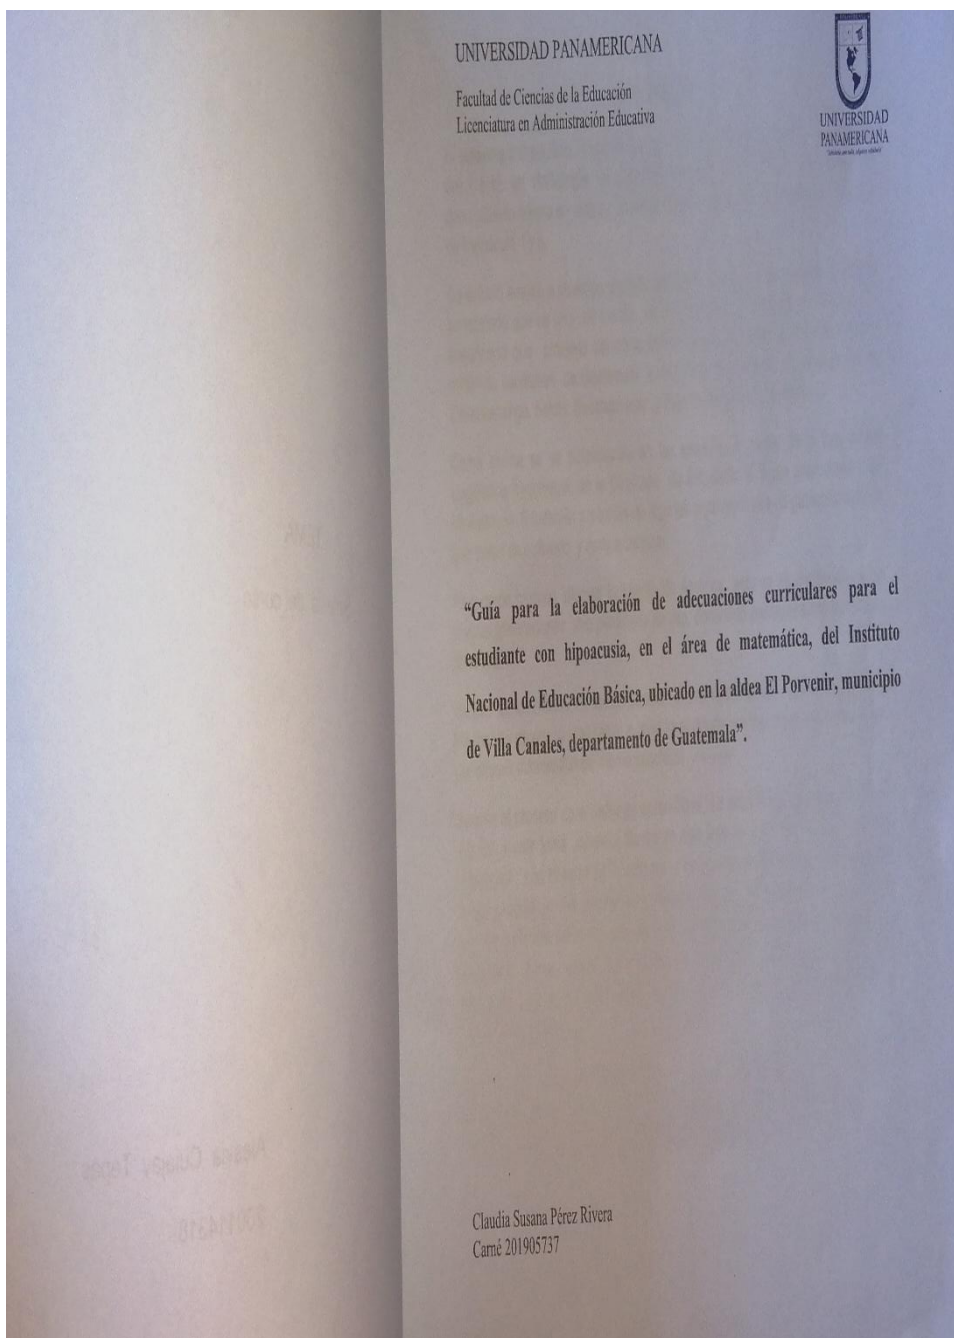 UNIVERSIDAD PANAMERICANA
Facultad de Ciencias de la Educación
Licenciatura en Administración Educativa
UNIVERSIDAD
PANAMERICANA
“Guía para la elaboración de adecuaciones curriculares para el
estudiante con hipoacusia, en el área de matemática, del Instituto
Nacional de Educación Básica, ubicado en la aldea El Porvenir, municipio
de Villa Canales, departamento de Guatemala”.
Claudia Susana Pérez Rivera
Carné 201905737